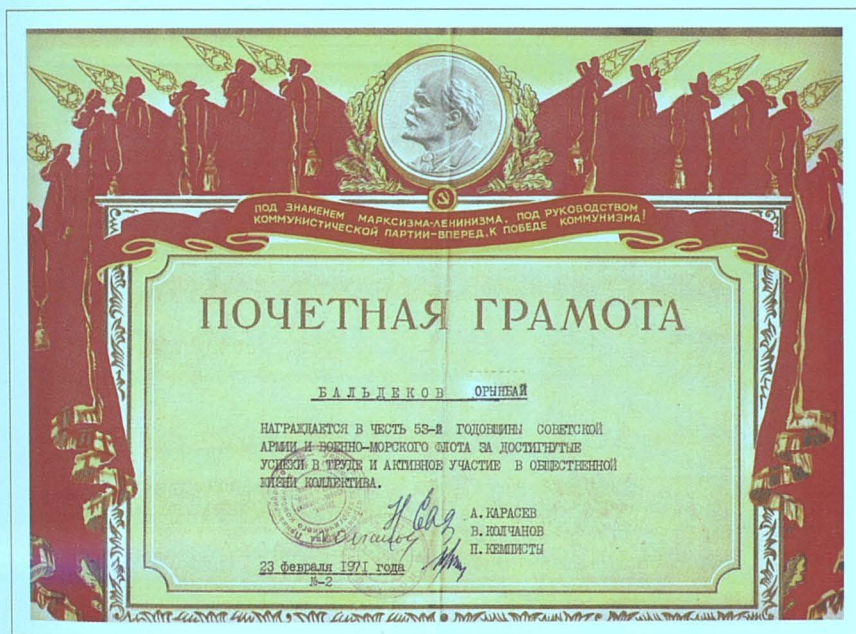 ПОД ЗНАМЕНЕМ МАРКСИЗМА-ЛЕНИНИЗМА, ПОД РУКОВОДСТВОМ
КОММУНИСТИЧЕСКОЙ ПАРТИИ—ВПЕРЕД, К ПОБЕДЕ КОММУНИЗМА!
ПОЧЕТНАЯ ГРАМОТА
БАЛЬДЕКОВ ОРЫНБАЙ
НАГРАЖДАЕТСЯ В ЧЕСТЬ 53-й ГОДОВЩИНЫ СОВЕТСКОЙ
АРМИИ И ВОЕННО-МОРСКОГО ФЛОТА ЗА ДОСТИГНУТЫЕ
УСПЕХИ В ТРУДЕ И АКТИВНОЕ УЧАСТИЕ В ОБЩЕСТВЕННОЙ
ЖИЗНИ КОЛЛЕКТИВА.
А. КАРАСЕВ
В. КОЛЧАНОВ
П. КЕМПИСТЫ
23 февраля 1971 года
№-2